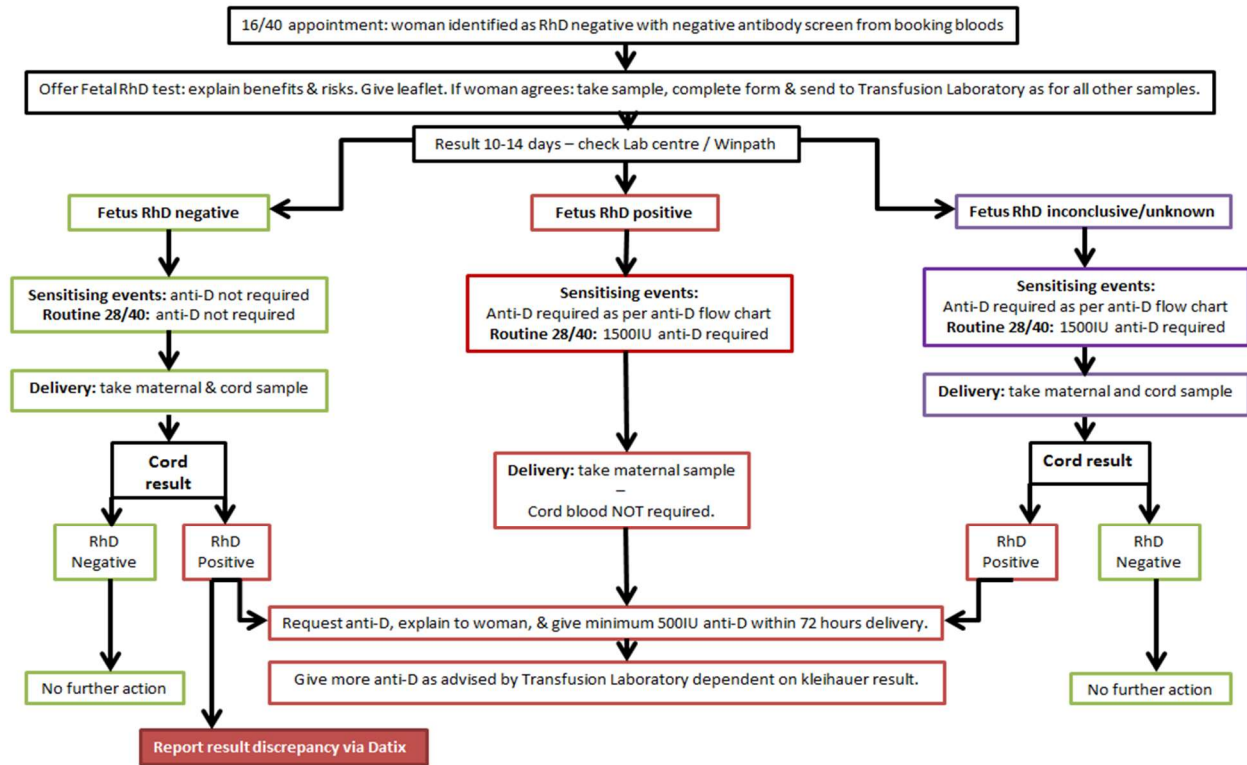 16/40 appointment: woman identified as RhD negative with negative antibody screen from booking bloods
Offer Fetal RhD test: explain benefits & risks. Give leaflet. If woman agrees: take sample, complete form & send to Transfusion Laboratory as for all other samples.
Result 10-14 days – check Lab centre / Winpath
Fetus RhD negative
Fetus RhD positive
Fetus RhD inconclusive/unknown
Sensitising events: anti-D not required
Routine 28/40: anti-D not required
Sensitising events:
Anti-D required as per anti-D flow chart
Routine 28/40: 1500IU anti-D required
Sensitising events:
Anti-D required as per anti-D flow chart
Routine 28/40: 1500IU anti-D required
Delivery: take maternal & cord sample
Delivery: take maternal sample
–
Cord blood NOT required.
Delivery: take maternal and cord sample
Cord
result
Cord result
RhD
Negative
RhD
Positive
RhD
Positive
RhD
Negative
Request anti-D, explain to woman, & give minimum 500IU anti-D within 72 hours delivery.
Give more anti-D as advised by Transfusion Laboratory dependent on kleihauer result.
No further action
No further action
Report result discrepancy via Datix